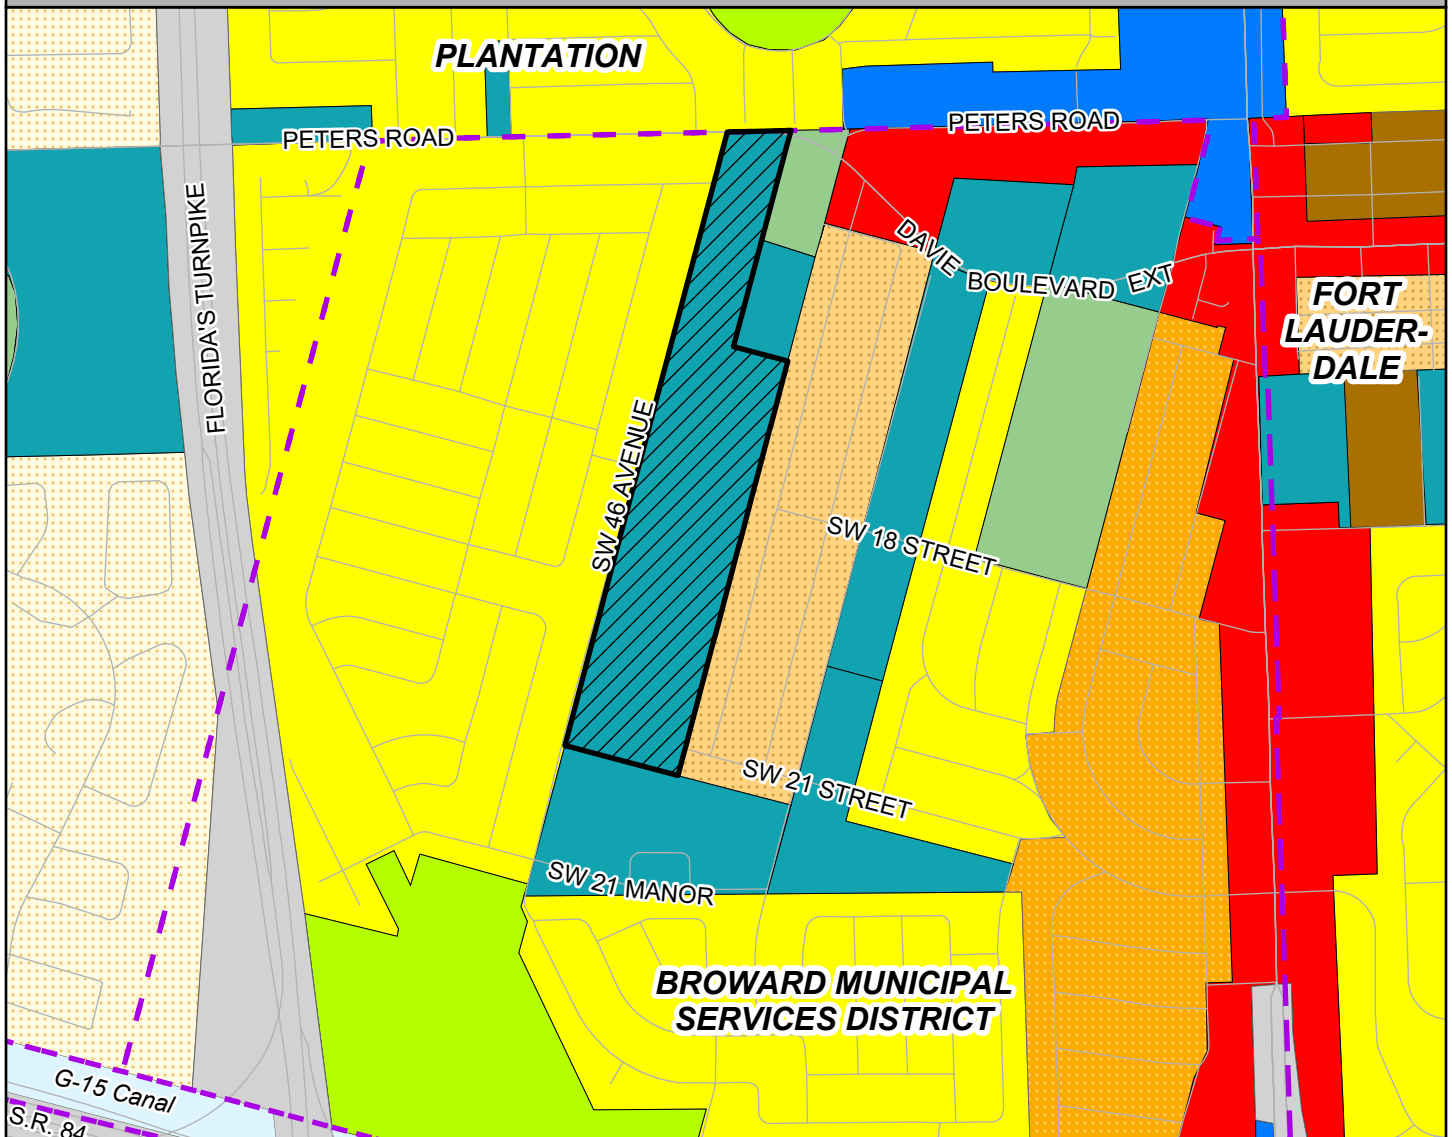 PLANTATION
PETERS ROAD
PETERS ROAD
FLORIDA'S TURNPIKE
DAVIE
BOULEVARD
EXT
FORT
LAUDER-
DALE
SW 46 AVENUE
SW 18 STREET
SW 21 STREET
SW 21 MANOR
BROWARD MUNICIPAL
SERVICES DISTRICT
G-15 Canal
S.R. 84